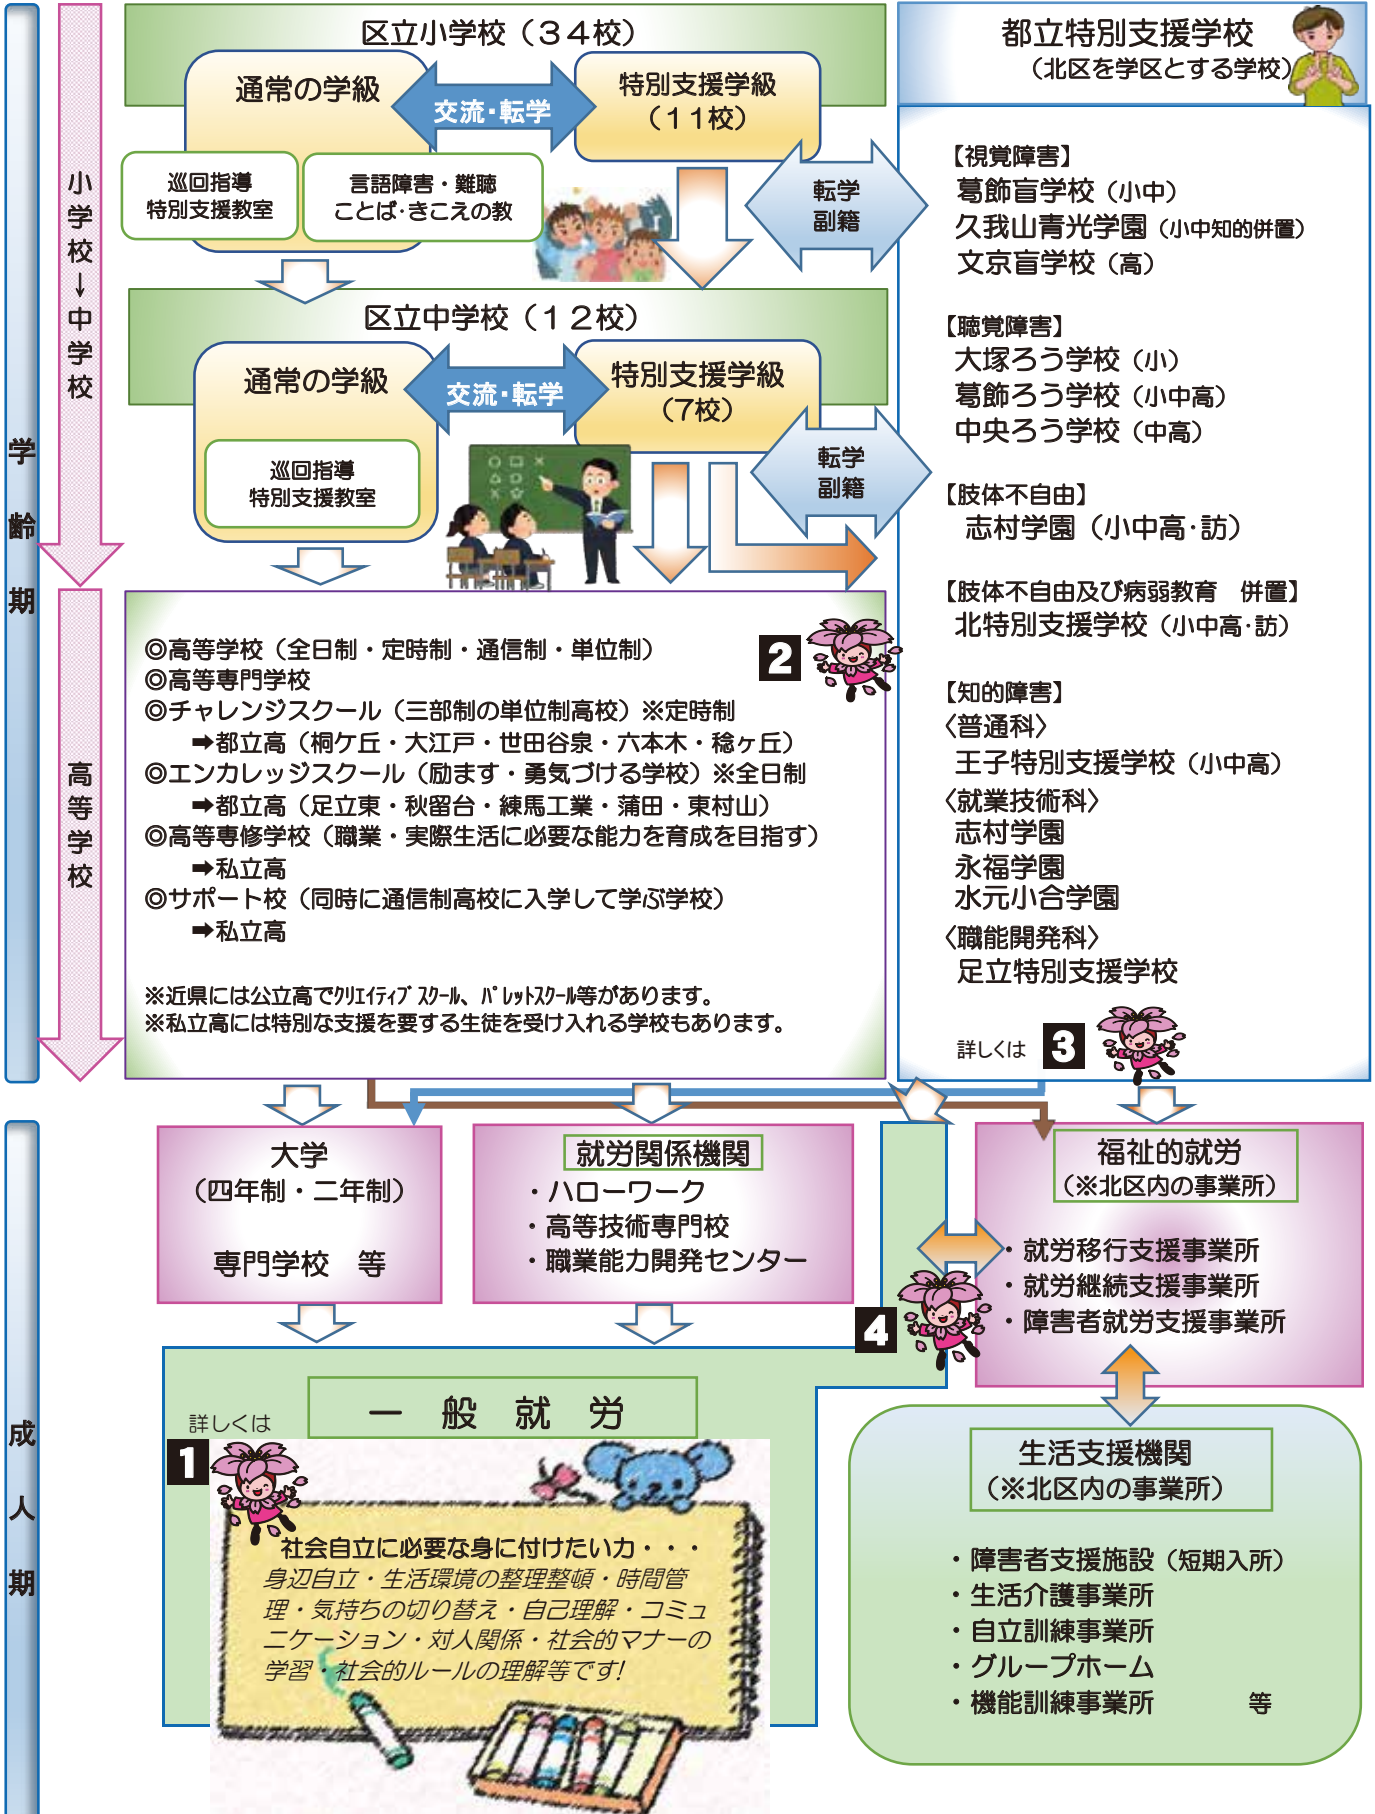 学齢期
小学校→中学校
高等学校
成人期
区立小学校（３４校）
通常の学級
交流・転学
特別支援学級
（１１校）
巡回指導
特別支援教室
言語障害・難聴
ことば・きこえの教
転学
副籍
区立中学校（１２校）
通常の学級
交流・転学
特別支援学級
（7校）
巡回指導
特別支援教室
転学
副籍
都立特別支援学校
（北区を学区とする学校）
【視覚障害】
葛飾盲学校（小中）
久我山青光学園（小中知的併置）
文京盲学校（高）
【聴覚障害】
大塚ろう学校（小）
葛飾ろう学校（小中高）
中央ろう学校（中高）
【肢体不自由】
志村学園（小中高・訪）
【肢体不自由及び病弱教育　併置】
北特別支援学校（小中高・訪）
【知的障害】
〈普通科〉
王子特別支援学校（小中高）
〈就業技術科〉
志村学園
永福学園
水元小合学園
〈職能開発科〉
足立特別支援学校
詳しくは 3
2
◎高等学校（全日制・定時制・通信制・単位制）
◎高等専門学校
◎チャレンジスクール（三部制の単位制高校）※定時制
➡都立高（桐ケ丘・大江戸・世田谷泉・六本木・稔ヶ丘）
◎エンカレッジスクール（励ます・勇気づける学校）※全日制
➡都立高（足立東・秋留台・練馬工業・蒲田・東村山）
◎高等専修学校（職業・実際生活に必要な能力を育成を目指す）
➡私立高
◎サポート校（同時に通信制高校に入学して学ぶ学校）
➡私立高
※近県には公立高でｸﾘｴｲﾃｨﾌﾞｽｸｰﾙ、ﾊﾟﾚｯﾄｽｸｰﾙ等があります。
※私立高には特別な支援を要する生徒を受け入れる学校もあります。
大学
（四年制・二年制）
専門学校　等
就労関係機関
・ハローワーク
・高等技術専門校
・職業能力開発センター
福祉的就労
（※北区内の事業所）
・就労移行支援事業所
・就労継続支援事業所
・障害者就労支援事業所
4
一般就労
詳しくは
1
社会自立に必要な身に付けたい力・・・
身辺自立・生活環境の整理整頓・時間管
理・気持ちの切り替え・自己理解・コミュ
ニケーション・対人関係・社会的マナーの
学習・社会的ルールの理解等です!
生活支援機関
（※北区内の事業所）
・障害者支援施設（短期入所）
・生活介護事業所
・自立訓練事業所
・グループホーム
・機能訓練事業所　　　等